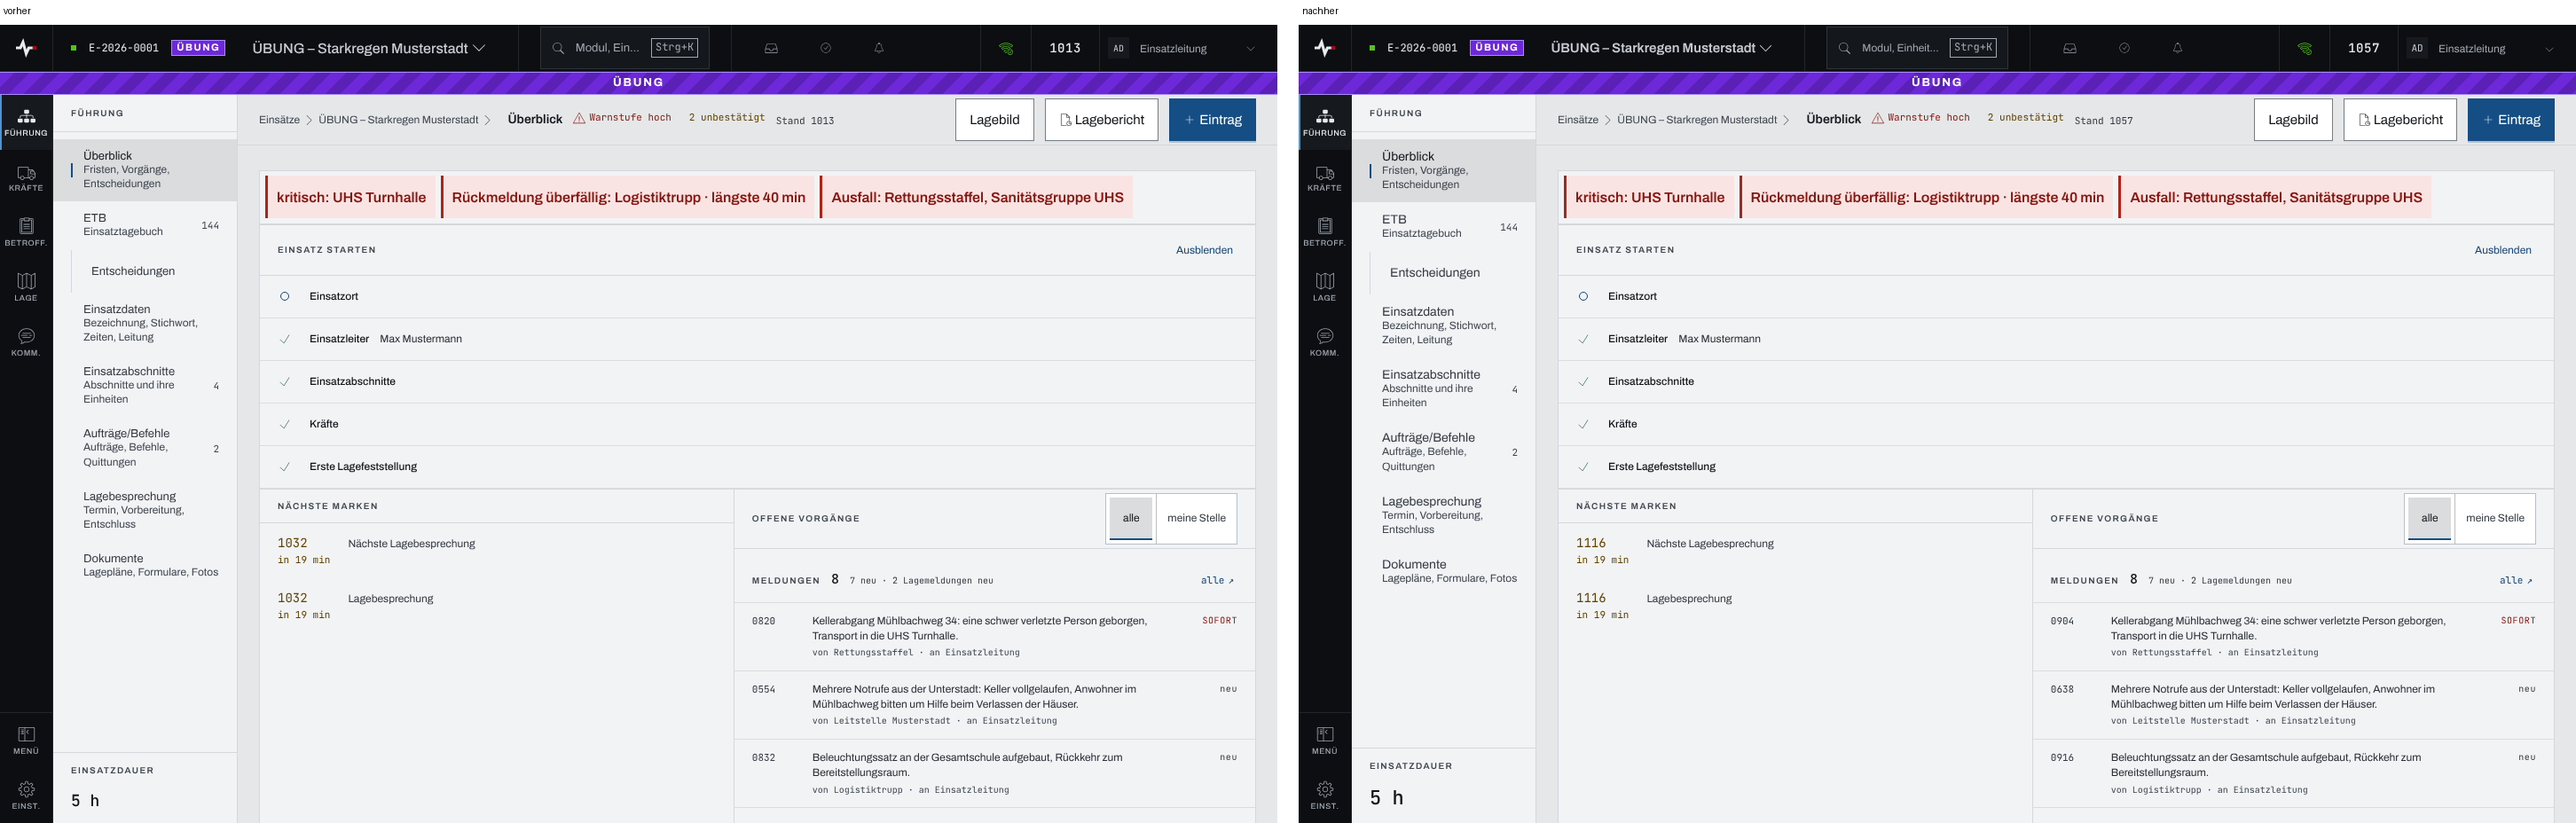 vorher
E-2026-0001 ÜBUNG ÜBUNG – Starkregen Musterstadt Modul, Ein... Strg+K 1013 AD Einsatzleitung
ÜBUNG
FÜHRUNG
KRÄFTE
BETROFF.
LAGE
KOMM.
MENÜ
EINST.
FÜHRUNG
Überblick
Fristen, Vorgänge,
Entscheidungen
ETB
Einsatztagebuch 144
Entscheidungen
Einsatzdaten
Bezeichnung, Stichwort,
Zeiten, Leitung
Einsatzabschnitte
Abschnitte und ihre 4
Einheiten
Aufträge/Befehle
Aufträge, Befehle, 2
Quittungen
Lagebesprechung
Termin, Vorbereitung,
Entschluss
Dokumente
Lagepläne, Formulare, Fotos
EINSATZDAUER
5 h
Einsätze ÜBUNG – Starkregen Musterstadt Überblick Warnstufe hoch 2 unbestätigt Stand 1013 Lagebild Lagebericht + Eintrag
kritisch: UHS Turnhalle Rückmeldung überfällig: Logistiktrupp · längste 40 min Ausfall: Rettungsstaffel, Sanitätsgruppe UHS
EINSATZ STARTEN Ausblenden
Einsatzort
Einsatzleiter Max Mustermann
Einsatzabschnitte
Kräfte
Erste Lagefeststellung
NÄCHSTE MARKEN
1032 Nächste Lagebesprechung
in 19 min
1032 Lagebesprechung
in 19 min
OFFENE VORGÄNGE alle meine Stelle
MELDUNGEN 8 7 neu · 2 Lagemeldungen neu alle ↗
0820 Kellerabgang Mühlbachweg 34: eine schwer verletzte Person geborgen, SOFORT
Transport in die UHS Turnhalle.
von Rettungsstaffel · an Einsatzleitung
0554 Mehrere Notrufe aus der Unterstadt: Keller vollgelaufen, Anwohner im neu
Mühlbachweg bitten um Hilfe beim Verlassen der Häuser.
von Leitstelle Musterstadt · an Einsatzleitung
0832 Beleuchtungssatz an der Gesamtschule aufgebaut, Rückkehr zum neu
Bereitstellungsraum.
von Logistiktrupp · an Einsatzleitung
nachher
E-2026-0001 ÜBUNG ÜBUNG – Starkregen Musterstadt Modul, Einheit... Strg+K 1057 AD Einsatzleitung
ÜBUNG
FÜHRUNG
KRÄFTE
BETROFF.
LAGE
KOMM.
MENÜ
EINST.
FÜHRUNG
Überblick
Fristen, Vorgänge,
Entscheidungen
ETB
Einsatztagebuch 144
Entscheidungen
Einsatzdaten
Bezeichnung, Stichwort,
Zeiten, Leitung
Einsatzabschnitte
Abschnitte und ihre 4
Einheiten
Aufträge/Befehle
Aufträge, Befehle, 2
Quittungen
Lagebesprechung
Termin, Vorbereitung,
Entschluss
Dokumente
Lagepläne, Formulare, Fotos
EINSATZDAUER
5 h
Einsätze ÜBUNG – Starkregen Musterstadt Überblick Warnstufe hoch 2 unbestätigt Stand 1057 Lagebild Lagebericht + Eintrag
kritisch: UHS Turnhalle Rückmeldung überfällig: Logistiktrupp · längste 40 min Ausfall: Rettungsstaffel, Sanitätsgruppe UHS
EINSATZ STARTEN Ausblenden
Einsatzort
Einsatzleiter Max Mustermann
Einsatzabschnitte
Kräfte
Erste Lagefeststellung
NÄCHSTE MARKEN
1116 Nächste Lagebesprechung
in 19 min
1116 Lagebesprechung
in 19 min
OFFENE VORGÄNGE alle meine Stelle
MELDUNGEN 8 7 neu · 2 Lagemeldungen neu alle ↗
0904 Kellerabgang Mühlbachweg 34: eine schwer verletzte Person geborgen, SOFORT
Transport in die UHS Turnhalle.
von Rettungsstaffel · an Einsatzleitung
0638 Mehrere Notrufe aus der Unterstadt: Keller vollgelaufen, Anwohner im neu
Mühlbachweg bitten um Hilfe beim Verlassen der Häuser.
von Leitstelle Musterstadt · an Einsatzleitung
0916 Beleuchtungssatz an der Gesamtschule aufgebaut, Rückkehr zum neu
Bereitstellungsraum.
von Logistiktrupp · an Einsatzleitung